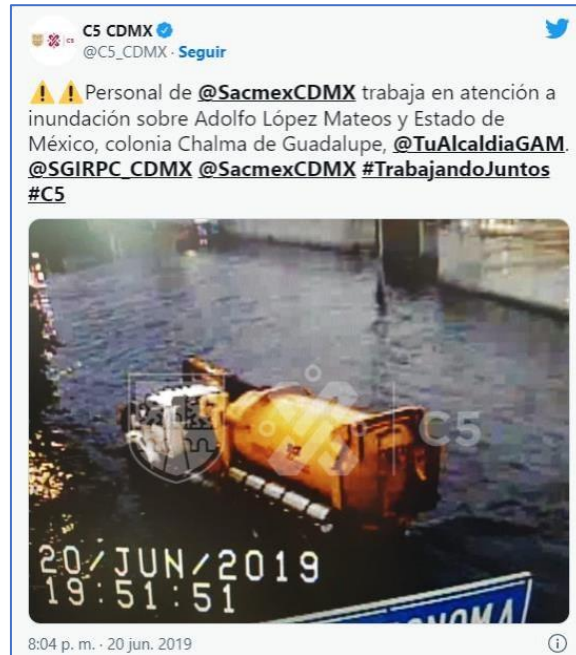 C5 CDMX
@C5_CDMX · Seguir
⚠️⚠️Personal de @SacmexCDMX trabaja en atención a
inundación sobre Adolfo López Mateos y Estado de
México, colonia Chalma de Guadalupe, @TuAlcaldiaGAM.
@SGIRPC_CDMX @SacmexCDMX #TrabajandoJuntos
#C5
C5
20/JUN/2019
19:51:51
8:04 p. m. · 20 jun. 2019